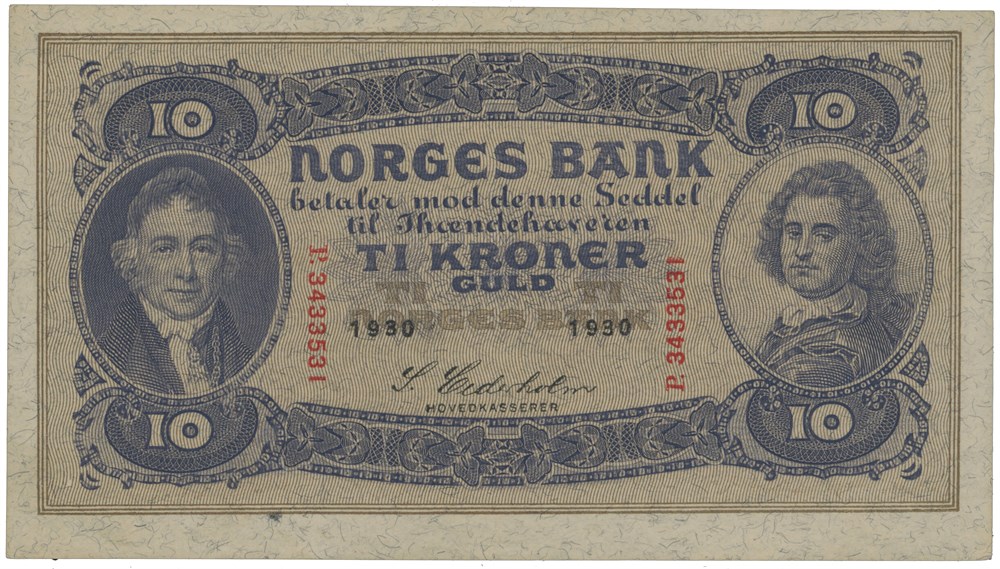 10 10
NORGES BANK
betaler mod denne Seddel
til Ihændehaveren
TI KRONER
GULD
TI TI
NORGES BANK
1930 1930
P.3433531 P.3433531
HOVEDKASSERER
10 10